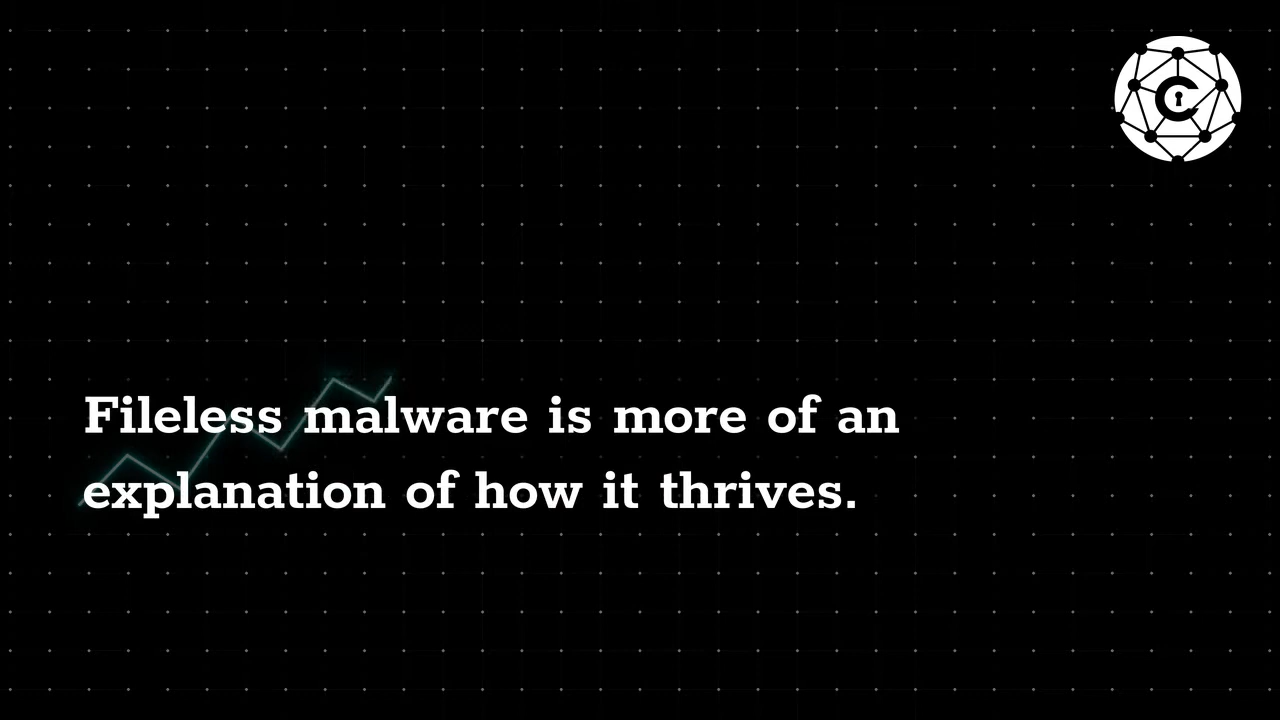 Fileless malware is more of an
explanation of how it thrives.